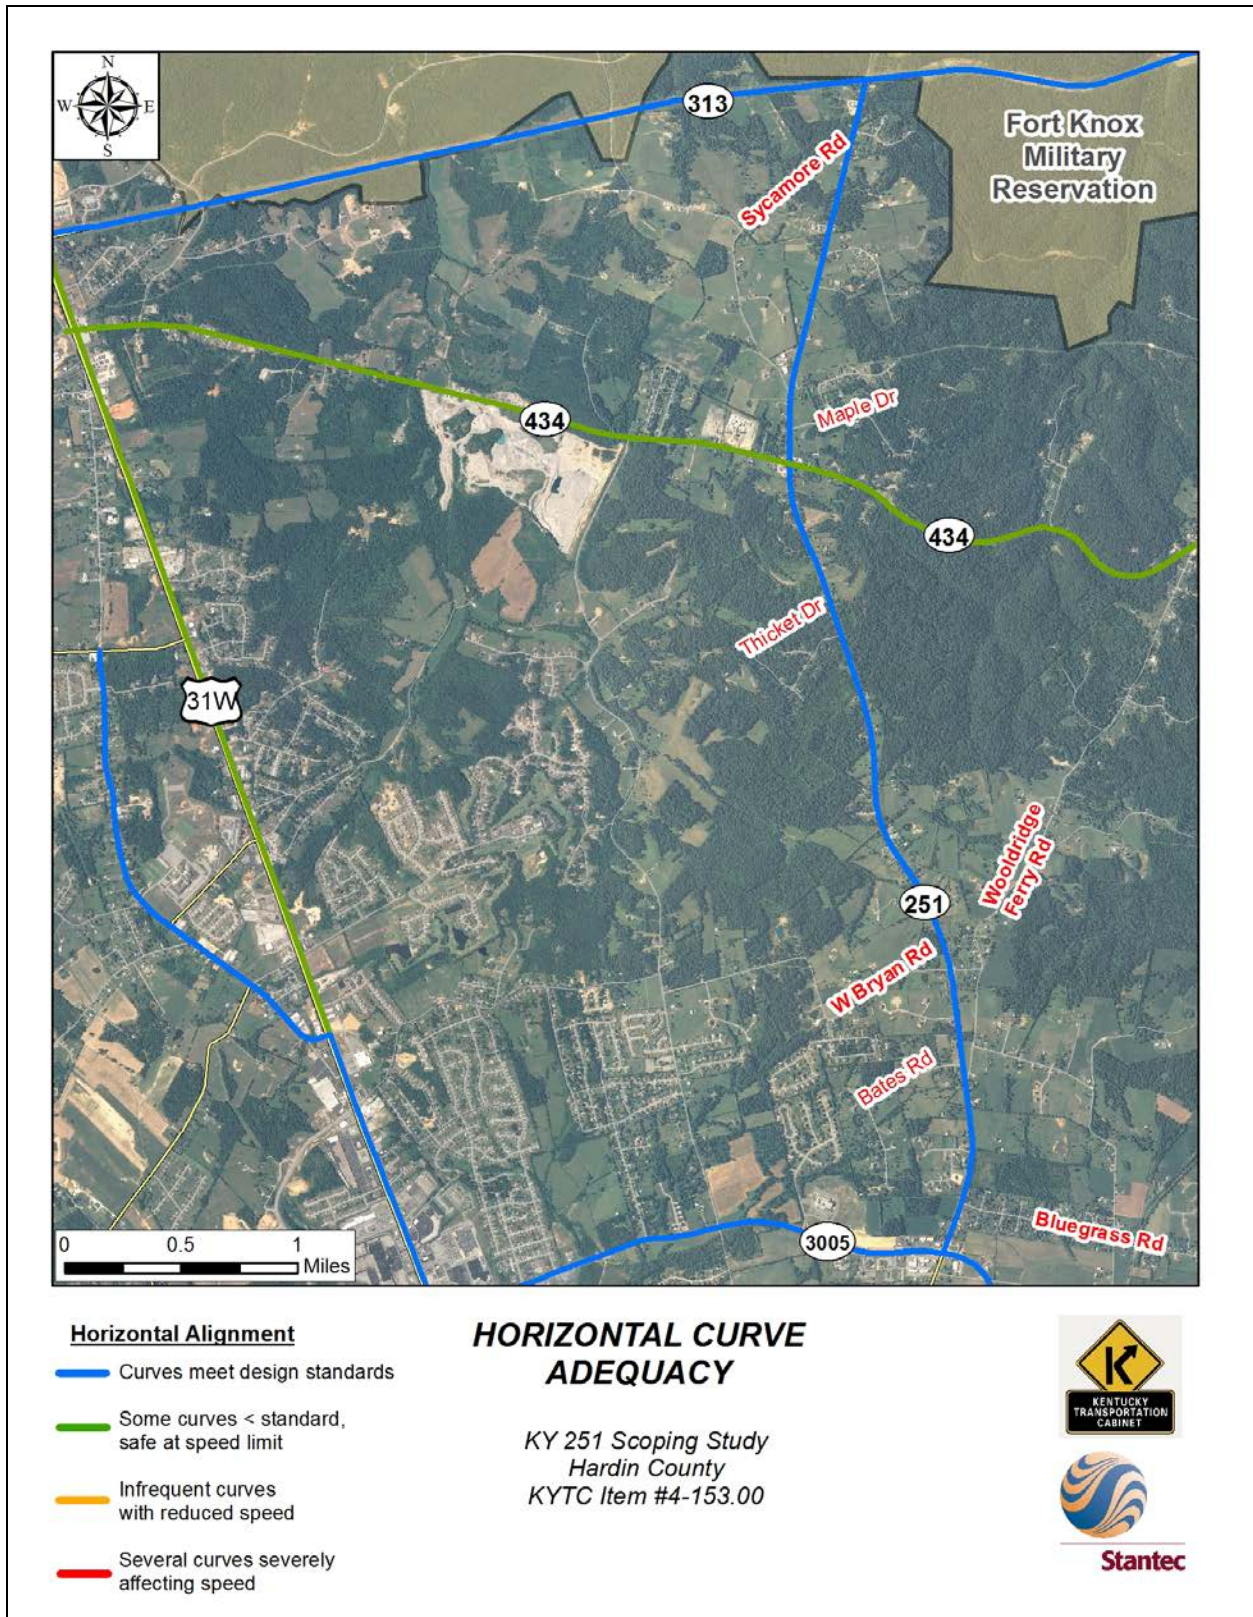 N
W
E
S
313
Fort Knox
Military
Reservation
Sycamore Rd
Maple Dr
434
434
Thicket Dr
31W
Wooldridge
Ferry Rd
251
W Bryan Rd
Bates Rd
Bluegrass Rd
3005
0 0.5 1
Miles
Horizontal Alignment
Curves meet design standards
Some curves < standard,
safe at speed limit
Infrequent curves
with reduced speed
Several curves severely
affecting speed
HORIZONTAL CURVE
ADEQUACY
KY 251 Scoping Study
Hardin County
KYTC Item #4-153.00
KENTUCKY
TRANSPORTATION
CABINET
Stantec